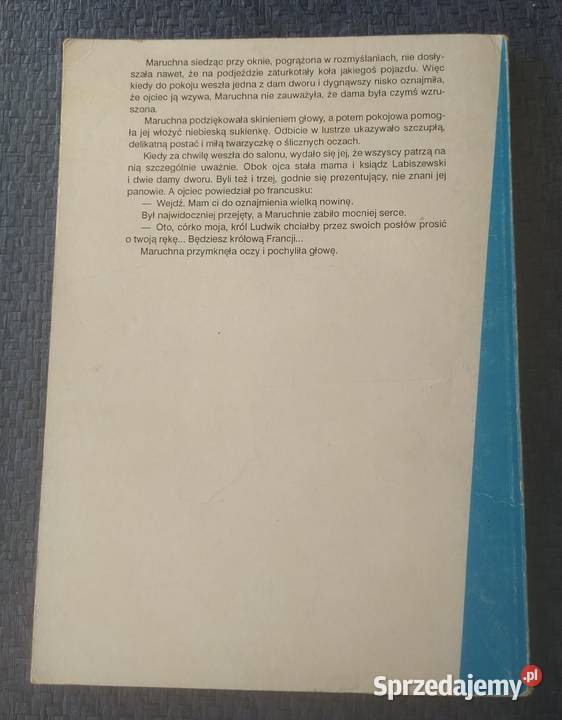 Maruchna siedząc przy oknie, pogrążona w rozmyślaniach, nie dosły-
szała nawet, że na podjeździe zaturkotały koła jakiegoś pojazdu. Więc
kiedy do pokoju weszła jedna z dam dworu i dygnąwszy nisko oznajmiła,
że ojciec ją wzywa, Maruchna nie zauważyła, że dama była czymś wzru-
szona.
Maruchna podziękowała skinieniem głowy, a potem pokojowa pomog-
ła jej włożyć niebieską sukienkę. Odbicie w lustrze ukazywało szczupłą,
delikatną postać i miłą twarzyczkę o ślicznych oczach.
Kiedy za chwilę weszła do salonu, wydało się jej, że wszyscy patrzą na
nią szczególnie uważnie. Obok ojca stała mama i ksiądz Labiszewski
i dwie damy dworu. Byli też i trzej, godnie się prezentujący, nie znani jej
panowie. A ojciec powiedział po francusku:
— Wejdź. Mam ci do oznajmienia wielką nowinę.
Był najwidoczniej przejęty, a Maruchnie zabiło mocniej serce.
— Oto, córko moja, król Ludwik chciałby przez swoich posłów prosić
o twoją rękę... Będziesz królową Francji...
Maruchna przymknęła oczy i pochyliła głowę.
Sprzedajemy.pl